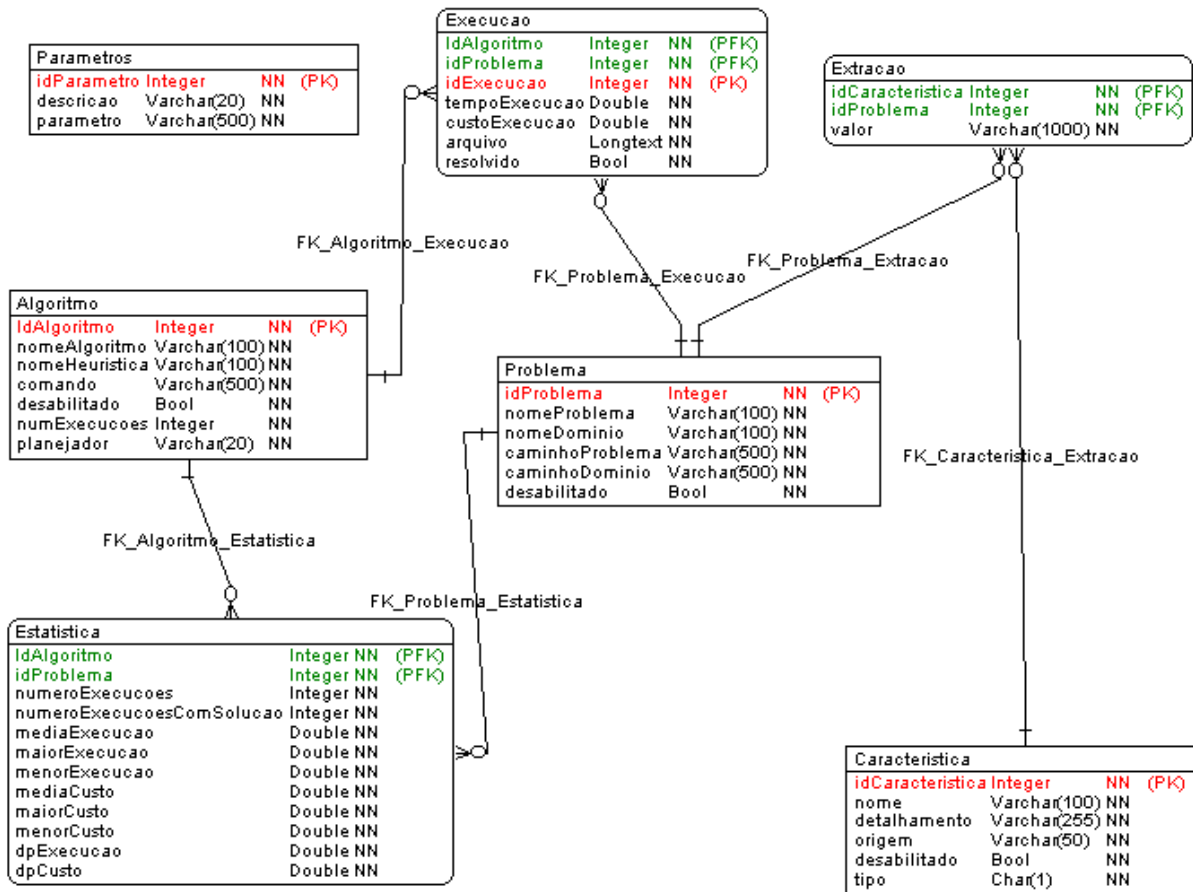 Parametros
idParametro Integer NN (PK)
descricao Varchar(20) NN
parametro Varchar(500) NN
Execucao
IdAlgoritmo Integer NN (PFK)
idProblema Integer NN (PFK)
idExecucao Integer NN (PK)
tempoExecucao Double NN
custoExecucao Double NN
arquivo Longtext NN
resolvido Bool NN
Extracao
idCaracteristica Integer NN (PFK)
idProblema Integer NN (PFK)
valor Varchar(1000) NN
FK_Algoritmo_Execucao
FK_Problema_Execucao
FK_Problema_Extracao
Algoritmo
IdAlgoritmo Integer NN (PK)
nomeAlgoritmo Varchar(100) NN
nomeHeuristica Varchar(100) NN
comando Varchar(500) NN
desabilitado Bool NN
numExecucoes Integer NN
planejador Varchar(20) NN
Problema
idProblema Integer NN (PK)
nomeProblema Varchar(100) NN
nomeDominio Varchar(100) NN
caminhoProblema Varchar(500) NN
caminhoDominio Varchar(500) NN
desabilitado Bool NN
FK_Caracteristica_Extracao
FK_Algoritmo_Estatistica
FK_Problema_Estatistica
Estatistica
IdAlgoritmo Integer NN (PFK)
idProblema Integer NN (PFK)
numeroExecucoes Integer NN
numeroExecucoesComSolucao Integer NN
mediaExecucao Double NN
maiorExecucao Double NN
menorExecucao Double NN
mediaCusto Double NN
maiorCusto Double NN
menorCusto Double NN
dpExecucao Double NN
dpCusto Double NN
Caracteristica
idCaracteristica Integer NN (PK)
nome Varchar(100) NN
detalhamento Varchar(255) NN
origem Varchar(50) NN
desabilitado Bool NN
tipo Char(1) NN